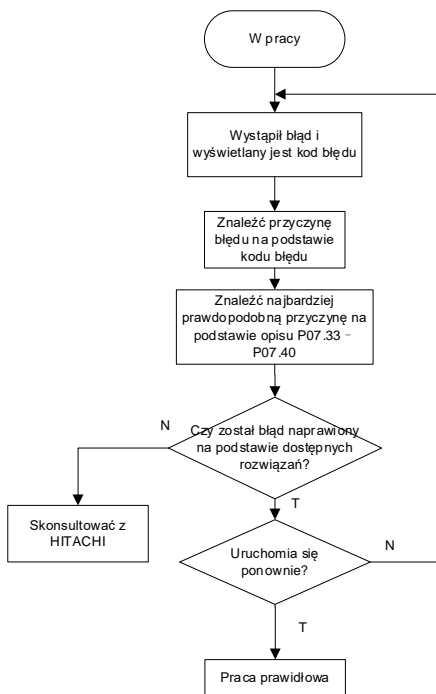 W pracy
Wystąpił błąd i
wyświetlany jest kod błędu
Znaleźć przyczynę
błędu na podstawie
kodu błędu
Znaleźć najbardziej
prawdopodobną przyczynę na
podstawie opisu P07.33 –
P07.40
N
Czy został błąd naprawiony
na podstawie dostępnych
rozwiązań?
T
Skonsultować z
HITACHI
Uruchomia się
ponownie?
N
T
Praca prawidłowa